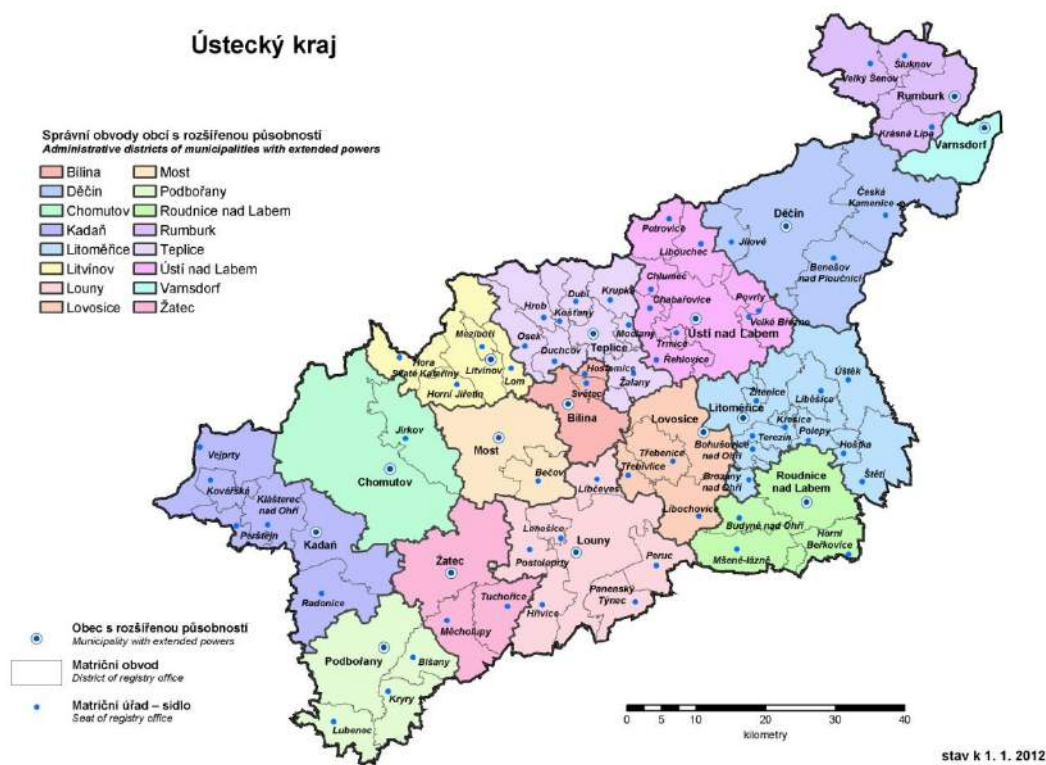 Ústecký kraj
Správní obvody obcí s rozšířenou působností
Administrative districts of municipalities with extended powers
Bílina
Děčín
Chomutov
Kadaň
Litoměřice
Litvínov
Louny
Lovosice
Most
Podbořany
Roudnice nad Labem
Rumburk
Teplice
Ústí nad Labem
Varnsdorf
Žatec
Šluknov
Velký Šenov
Rumburk
Krásná Lípa
Varnsdorf
Česká
Kamenice
Děčín
Jílové
Benešov
nad Ploučnicí
Petrovice
Libouchec
Chlumec
Chabařovice
Povrly
Velké Březno
Ústí nad Labem
Trmice
Řehlovice
Dubí
Krupka
Hrob
Košťany
Modlany
Osek
Teplice
Duchcov
Hostomice
Žalany
Světec
Bílina
Meziboří
Litvínov
Hora
Svaté Kateřiny
Lom
Horní Jiřetín
Úštěk
Žitenice
Liběšice
Litoměřice
Křešice
Terezín
Polepy
Hoštka
Štětí
Bohušovice
nad Ohří
Brozany
nad Ohří
Lovosice
Třebenice
Třebívlice
Libochovice
Roudnice
nad Labem
Budyně nad Ohří
Horní
Beřkovice
Mšené-lázně
Jirkov
Chomutov
Most
Bečov
Libčeves
Vejprty
Kovářská
Klášterec
nad Ohří
Perštejn
Kadaň
Radonice
Lenešice
Louny
Postoloprty
Peruc
Panenský
Týnec
Hřivice
Žatec
Tuchořice
Měcholupy
Podbořany
Blšany
Kryry
Lubenec
Obec s rozšířenou působností
Municipality with extended powers
Matriční obvod
District of registry office
Matriční úřad – sídlo
Seat of registry office
0 5 10 20 30 40
kilometry
stav k 1. 1. 2012